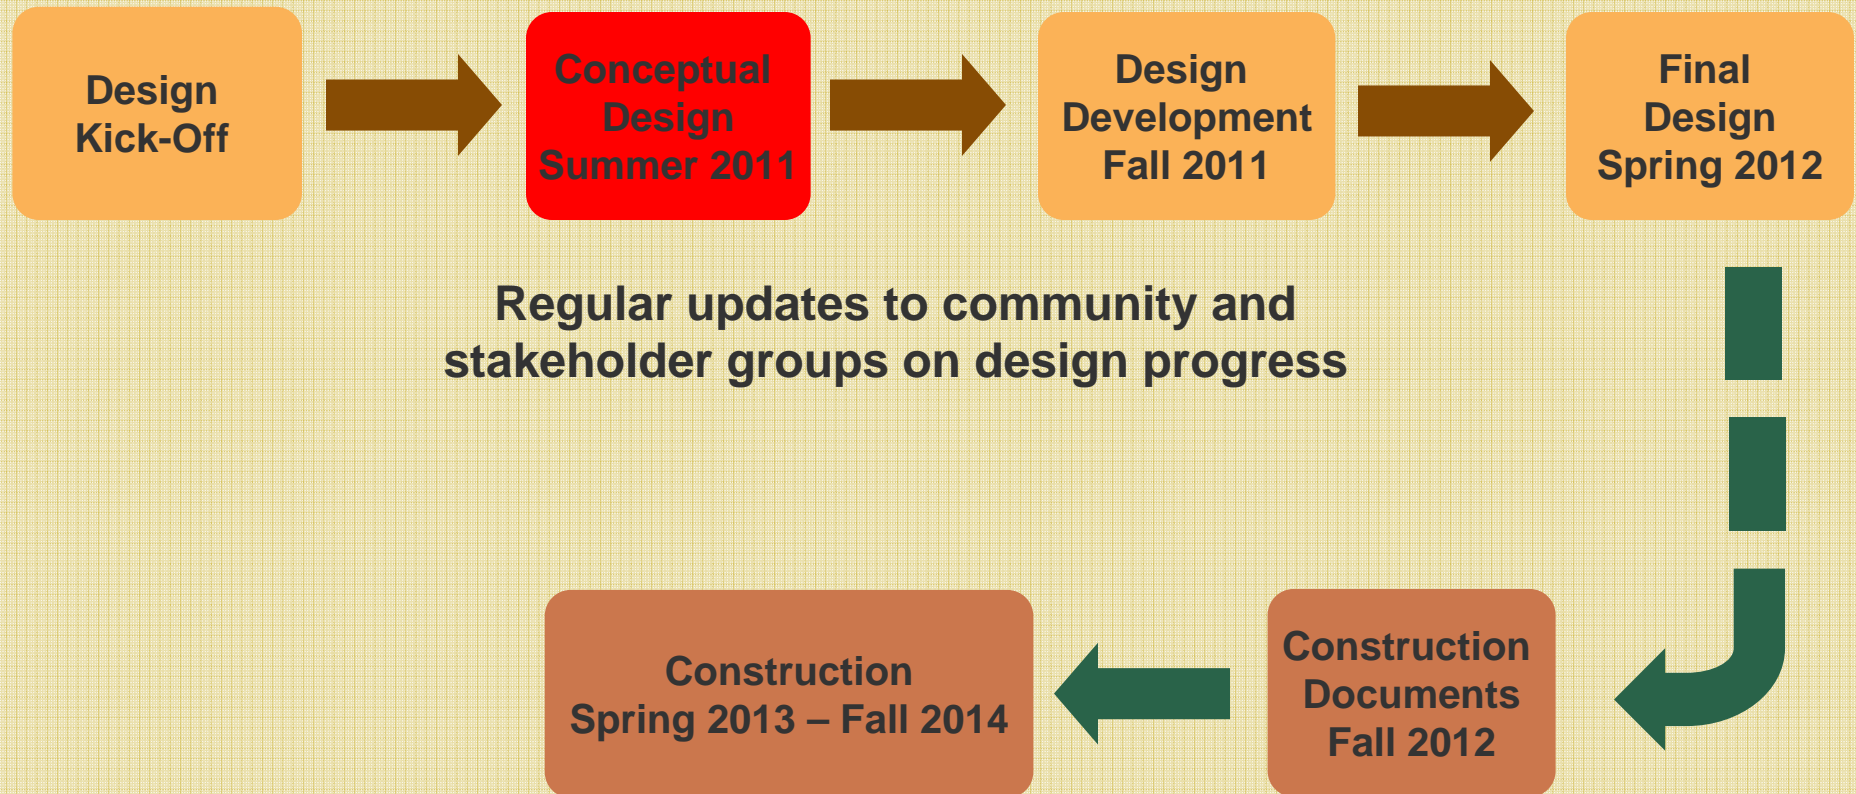 Design
Kick-Off
Conceptual
Design
Summer 2011
Design
Development
Fall 2011
Final
Design
Spring 2012
Regular updates to community and
stakeholder groups on design progress
Construction
Documents
Fall 2012
Construction
Spring 2013 – Fall 2014